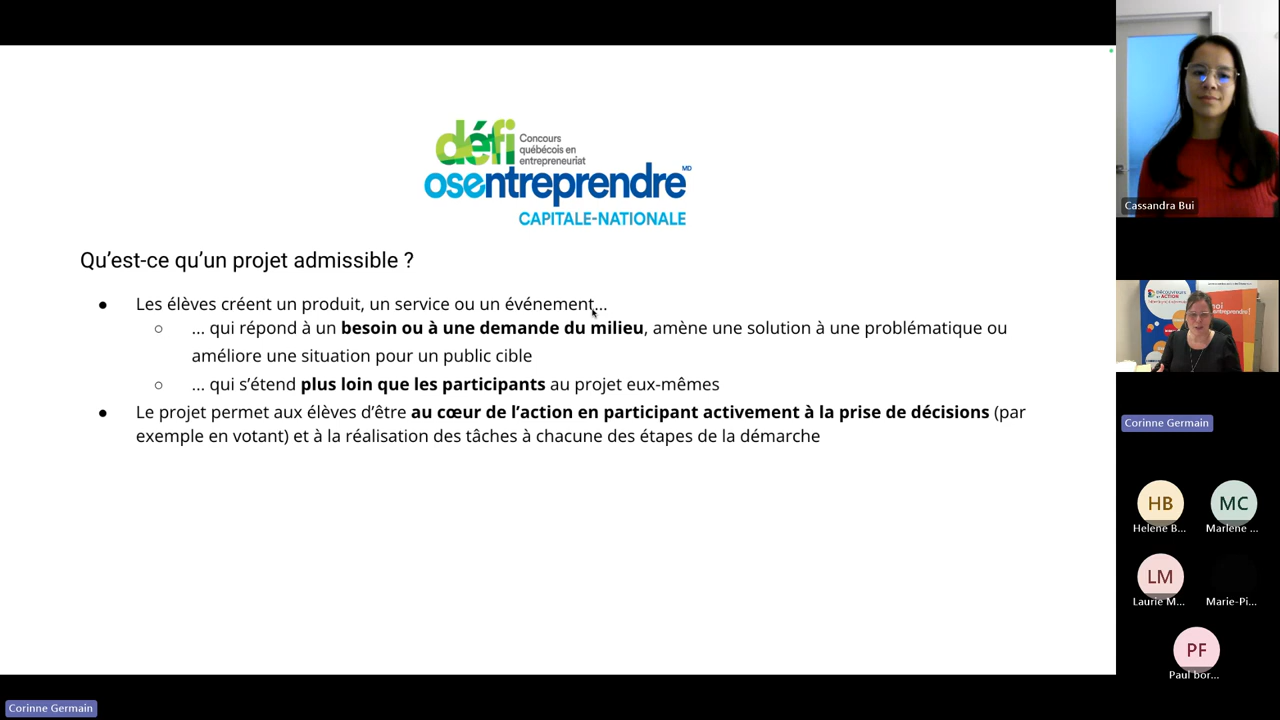 défi
Concours
québécois en
entrepreneuriat
osentreprendre MD
CAPITALE-NATIONALE
Qu'est-ce qu'un projet admissible ?
● Les élèves créent un produit, un service ou un événement...
○ ... qui répond à un besoin ou à une demande du milieu, amène une solution à une problématique ou
améliore une situation pour un public cible
○ ... qui s'étend plus loin que les participants au projet eux-mêmes
● Le projet permet aux élèves d'être au cœur de l'action en participant activement à la prise de décisions (par
exemple en votant) et à la réalisation des tâches à chacune des étapes de la démarche
Cassandra Bui
Corinne Germain
HB
MC
Helene B...
Marlene ...
LM
Laurie M...
Marie-Pi...
PF
Paul bor...
Corinne Germain